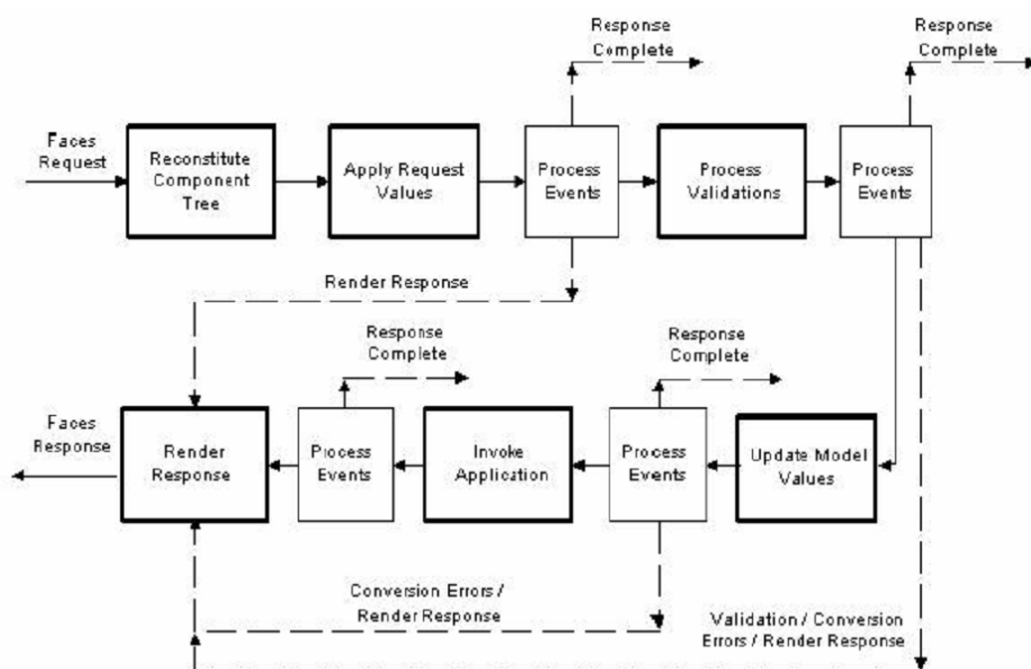 Response
Complete
Response
Complete
Faces
Request
Reconstitute
Component
Tree
Apply Request
Values
Process
Events
Process
Validations
Process
Events
Render Response
Response
Complete
Response
Complete
Faces
Response
Render
Response
Process
Events
Invoke
Application
Process
Events
Update Model
Values
Conversion Errors /
Render Response
Validation / Conversion
Errors / Render Response